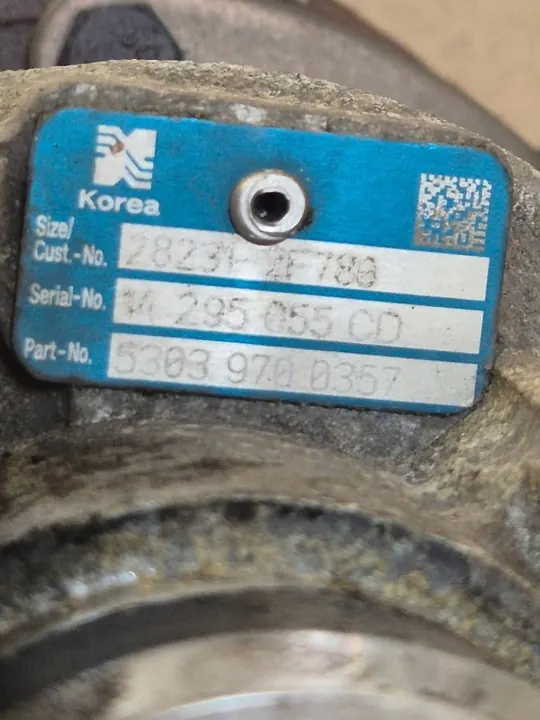 Korea
Size/
Cust.-No. 28231-2F780
Serial-No. 14 295 055 CD
Part-No. 5303 970 0357